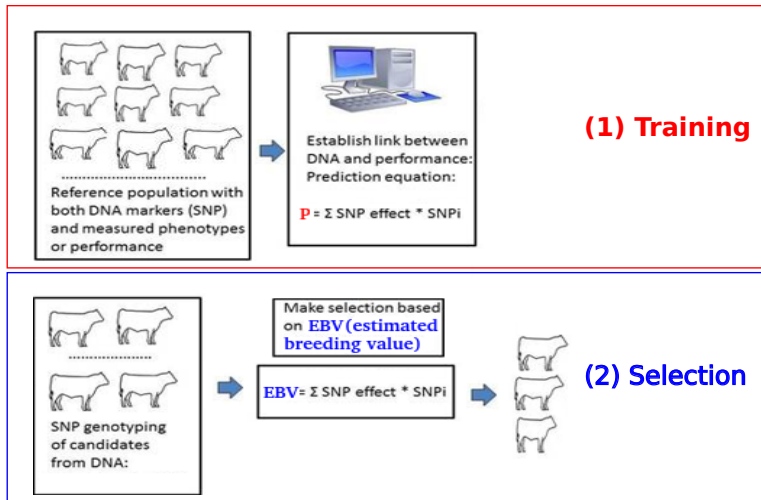 (1) Training
Establish link between
DNA and performance:
Prediction equation:
P = Σ SNP effect * SNPi
Reference population with
both DNA markers (SNP)
and measured phenotypes
or performance
Make selection based
on EBV(estimated
breeding value)
EBV= Σ SNP effect * SNPi
(2) Selection
SNP genotyping
of candidates
from DNA: